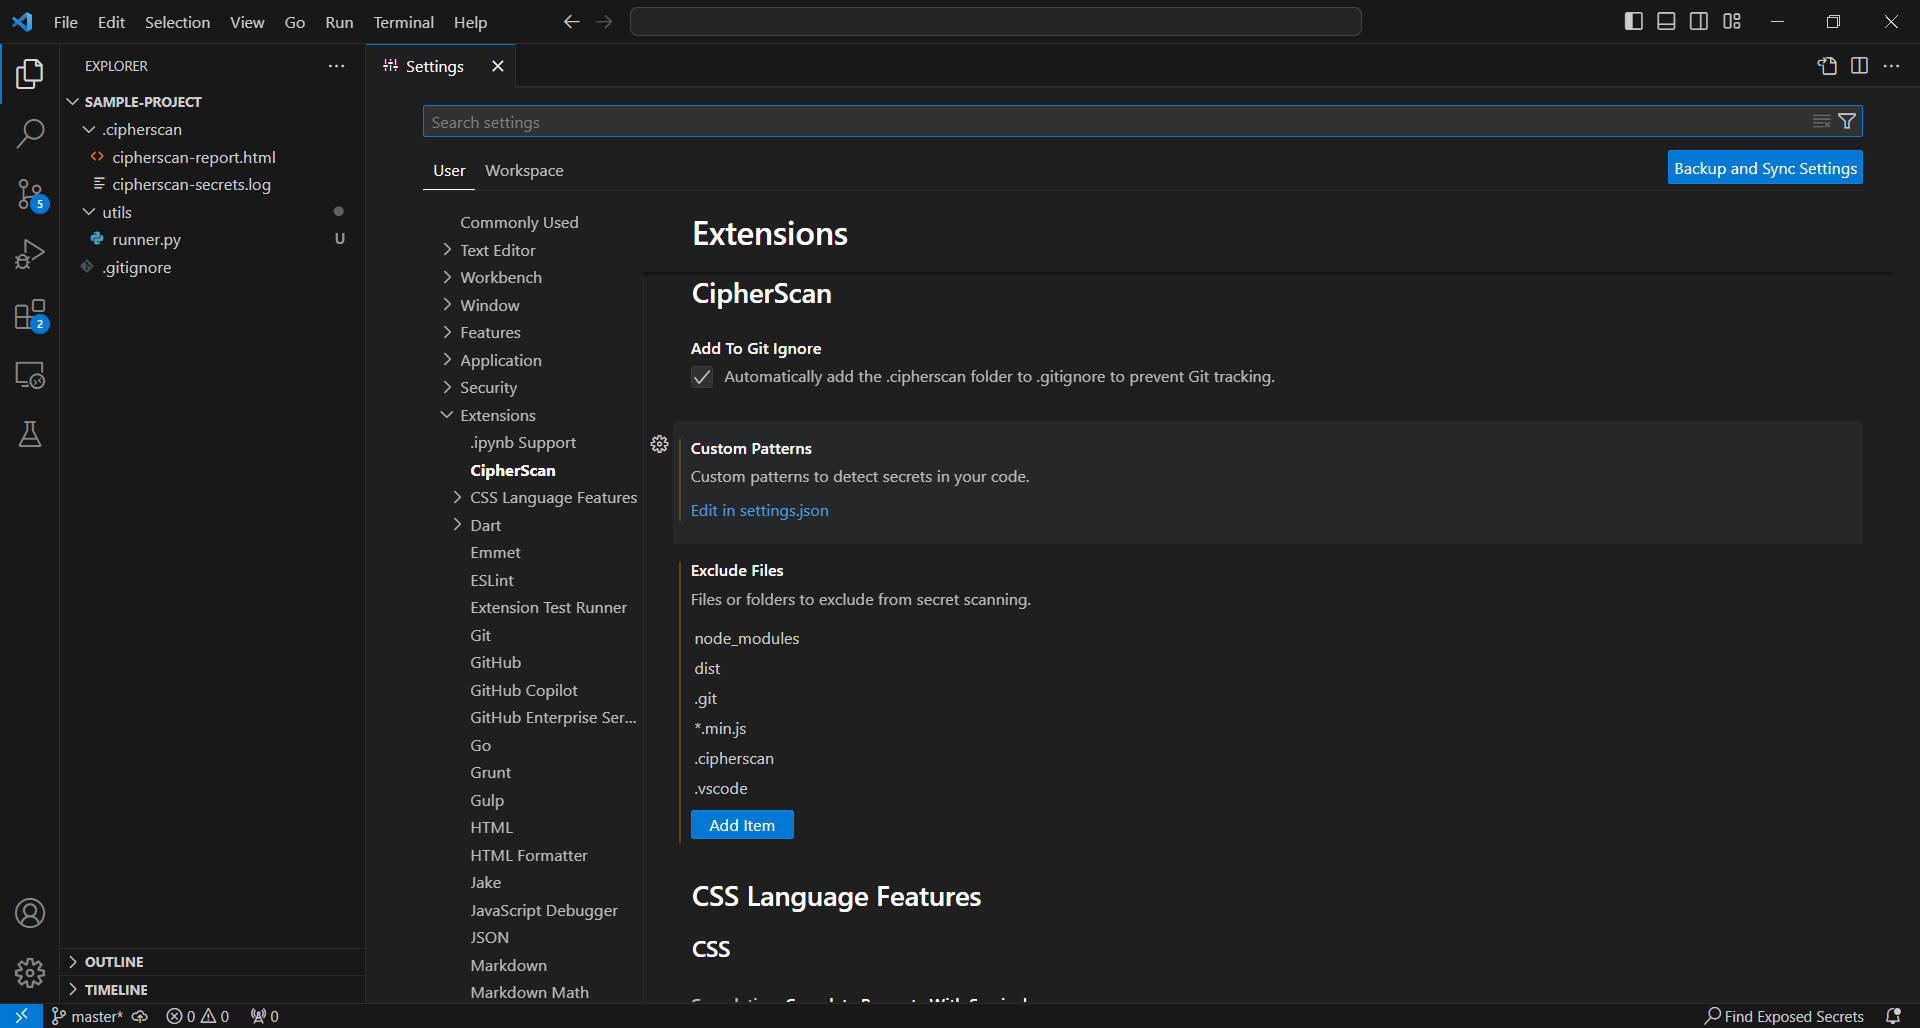 File Edit Selection View Go Run Terminal Help
EXPLORER
SAMPLE-PROJECT
.cipherscan
cipherscan-report.html
cipherscan-secrets.log
utils
runner.py U
.gitignore
5
2
OUTLINE
TIMELINE
Settings
Search settings
User Workspace
Backup and Sync Settings
Commonly Used
Text Editor
Workbench
Window
Features
Application
Security
Extensions
.ipynb Support
CipherScan
CSS Language Features
Dart
Emmet
ESLint
Extension Test Runner
Git
GitHub
GitHub Copilot
GitHub Enterprise Ser...
Go
Grunt
Gulp
HTML
HTML Formatter
Jake
JavaScript Debugger
JSON
Markdown
Markdown Math
Extensions
CipherScan
Add To Git Ignore
Automatically add the .cipherscan folder to .gitignore to prevent Git tracking.
Custom Patterns
Custom patterns to detect secrets in your code.
Edit in settings.json
Exclude Files
Files or folders to exclude from secret scanning.
node_modules
dist
.git
*.min.js
.cipherscan
.vscode
Add Item
CSS Language Features
CSS
master* 0 0 0
Find Exposed Secrets